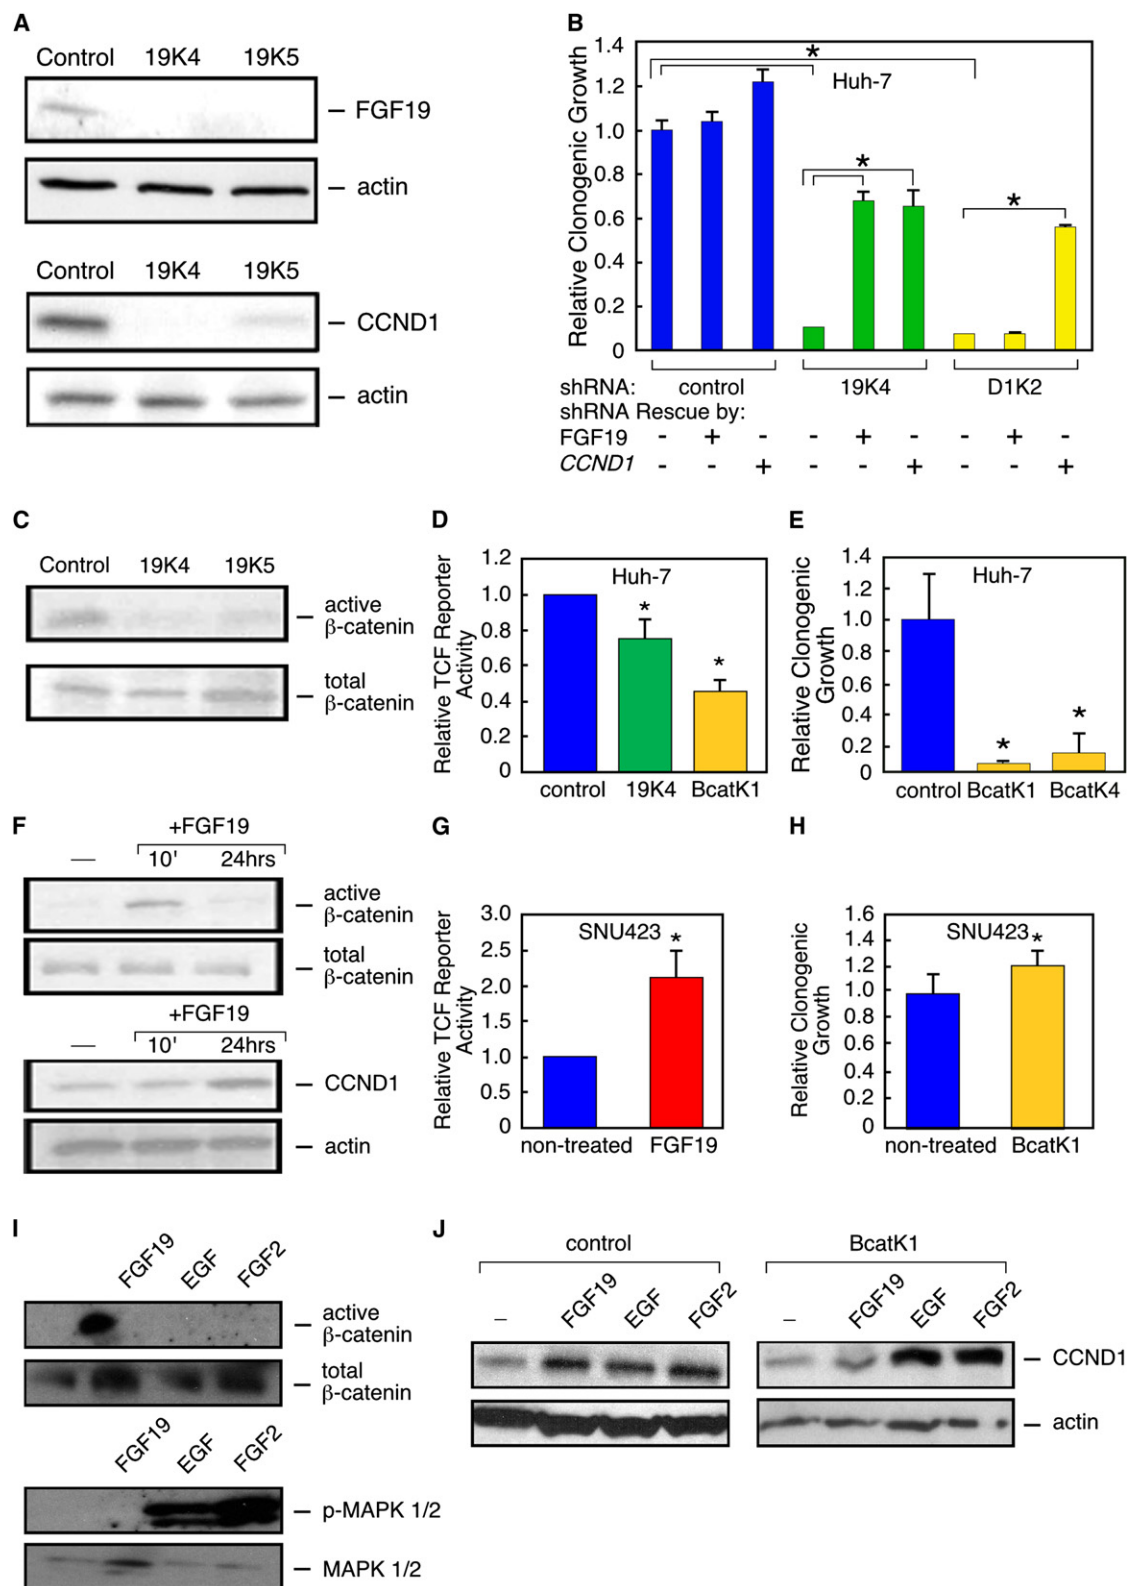 A
Control 19K4 19K5
FGF19
actin
Control 19K4 19K5
CCND1
actin
B
Relative Clonogenic Growth
1.4
1.2
1.0
0.8
0.6
0.4
0.2
0
*
Huh-7
*
*
shRNA: control 19K4 D1K2
shRNA Rescue by:
FGF19 - + - - + - - + -
CCND1 - - + - - + - - +
C
Control 19K4 19K5
active
β-catenin
total
β-catenin
D
Relative TCF Reporter
Activity
1.2
1.0
0.8
0.6
0.4
0.2
0
Huh-7
*
*
control 19K4 BcatK1
E
Relative Clonogenic
Growth
1.4
1.2
1.0
0.8
0.6
0.4
0.2
0
Huh-7
*
*
control BcatK1 BcatK4
F
+FGF19
— 10' 24hrs
active
β-catenin
total
β-catenin
+FGF19
— 10' 24hrs
CCND1
actin
G
Relative TCF Reporter
Activity
3.0
2.5
2.0
1.5
1.0
0.5
0
SNU423 *
non-treated FGF19
H
Relative Clonogenic
Growth
1.6
1.4
1.2
1.0
0.8
0.6
0.4
0.2
0
SNU423 *
non-treated BcatK1
I
FGF19 EGF FGF2
active
β-catenin
total
β-catenin
FGF19 EGF FGF2
p-MAPK 1/2
MAPK 1/2
J
control BcatK1
– FGF19 EGF FGF2 – FGF19 EGF FGF2
CCND1
actin